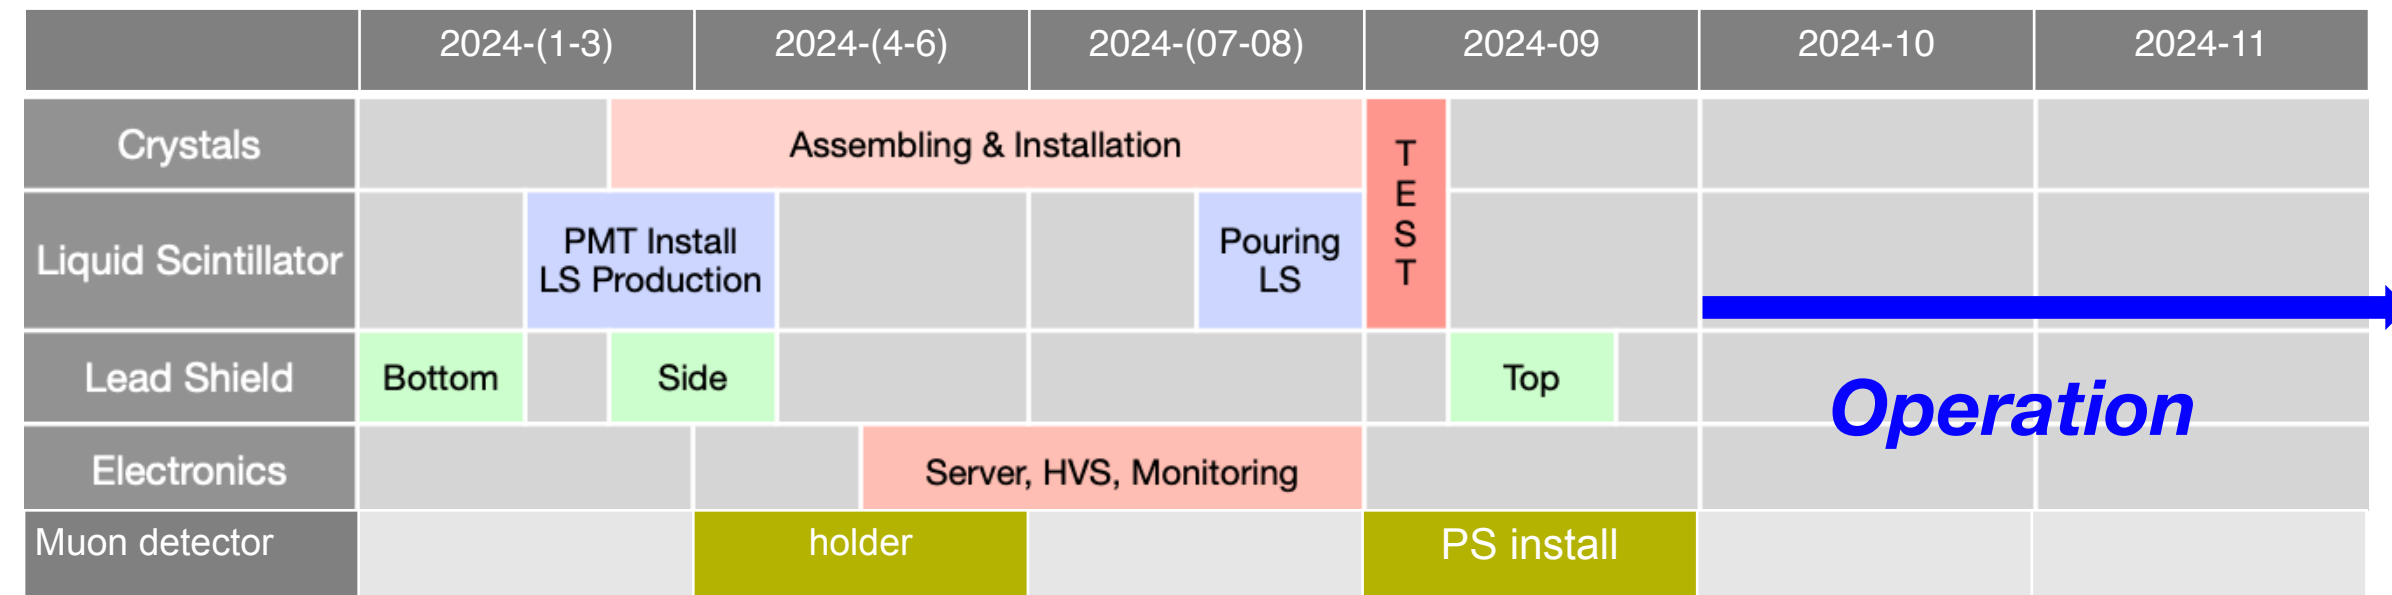 2024-(1-3) 2024-(4-6) 2024-(07-08) 2024-09 2024-10 2024-11
Crystals
Assembling & Installation
T
E
S
T
Liquid Scintillator
PMT Install
LS Production
Pouring
LS
Lead Shield
Bottom
Side
Top
Operation
Electronics
Server, HVS, Monitoring
Muon detector
holder
PS install